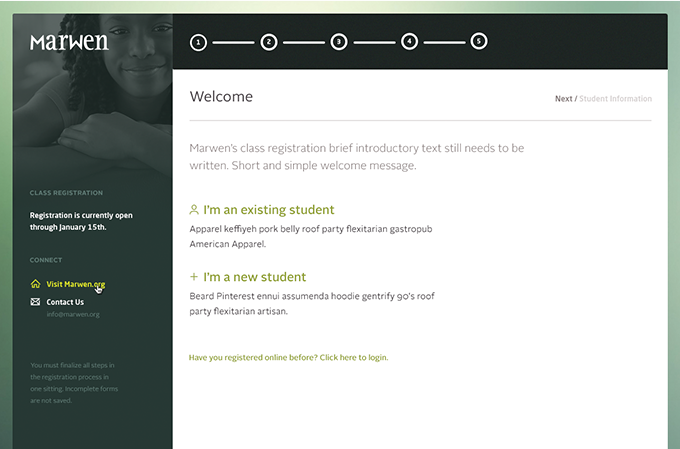 Marwen
1 2 3 4 5
Welcome
Next / Student Information
Marwen's class registration brief introductory text still needs to be
written. Short and simple welcome message.
I'm an existing student
Apparel keffiyeh pork belly roof party flexitarian gastropub
American Apparel.
I'm a new student
Beard Pinterest ennui assumenda hoodie gentrify 90's roof
party flexitarian artisan.
Have you registered online before? Click here to login.
CLASS REGISTRATION
Registration is currently open
through January 15th.
CONNECT
Visit Marwen.org
Contact Us
info@marwen.org
You must finalize all steps in
the registration process in
one sitting. Incomplete forms
are not saved.